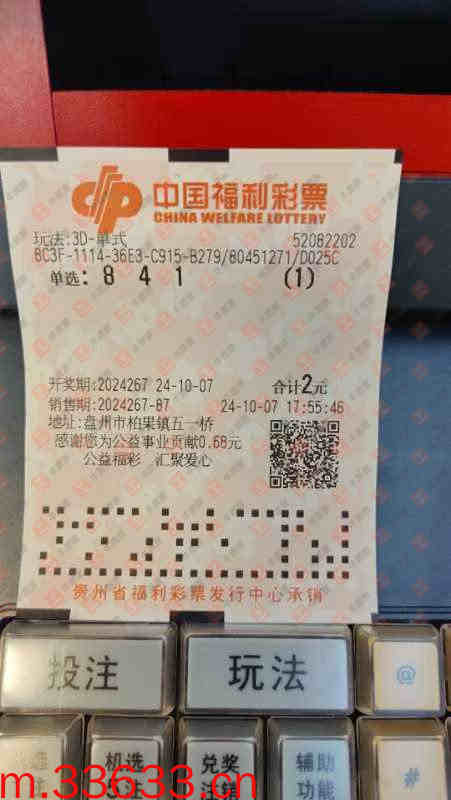 中国福利彩票
CHINA WELFARE LOTTERY
玩法:3D-单式 52082202
8C3F-1114-36E3-C915-B279/80451271/D025C
单选: 8 4 1 (1)
开奖期:2024267 24-10-07 合计2元
销售期:2024267-87 24-10-07 17:55:46
地址:盘州市柏果镇五一桥
感谢您为公益事业贡献0.68元
公益福彩 汇聚爱心
贵州省福利彩票发行中心承销
投注 玩法 @
机选 兑奖 辅助
功能 #
m.33633.cn